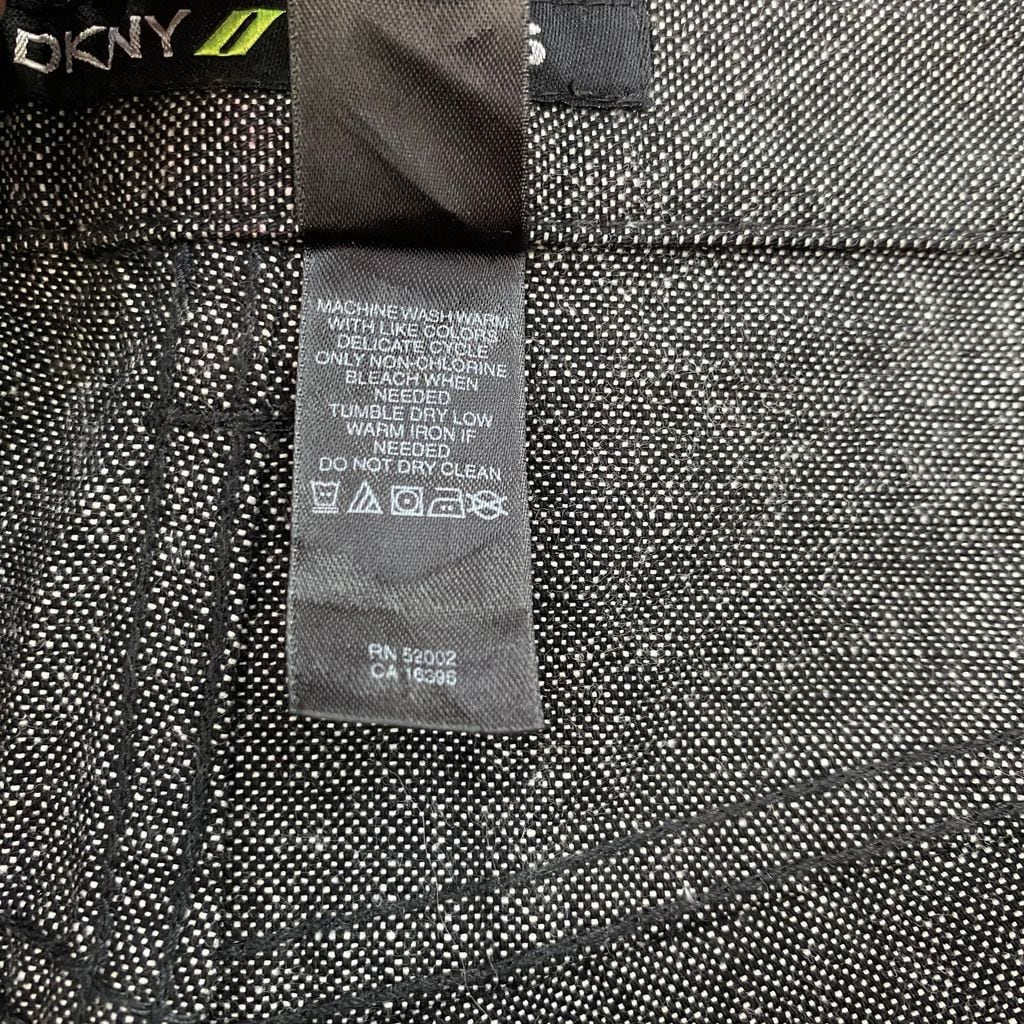 DKNY
MACHINE WASH WARM
WITH LIKE COLORS
DELICATE CYCLE
ONLY NON-CHLORINE
BLEACH WHEN
NEEDED
TUMBLE DRY LOW
WARM IRON IF
NEEDED
DO NOT DRY CLEAN
RN 52002
CA 16396